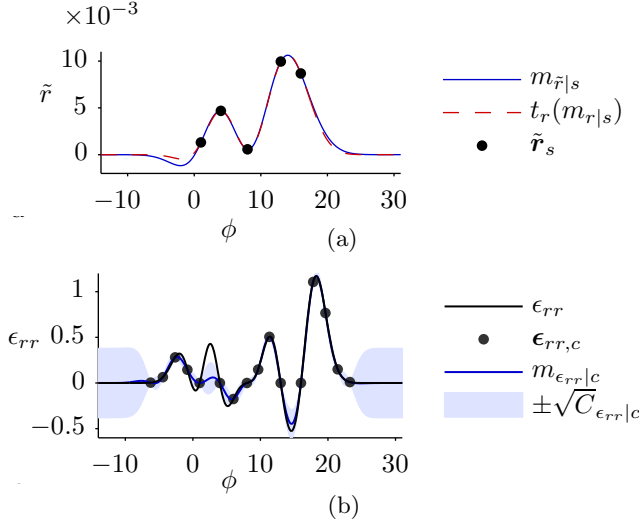 ×10⁻³
10
5
0
r̃
−10 0 10 20 30
ϕ
m_{r̃|s}
t_r(m_{r|s})
r̃_s
(a)
1
0.5
0
−0.5
ϵ_{rr}
−10 0 10 20 30
ϕ
ϵ_{rr}
ϵ_{rr,c}
m_{ϵ_{rr}|c}
±√C_{ϵ_{rr}|c}
(b)